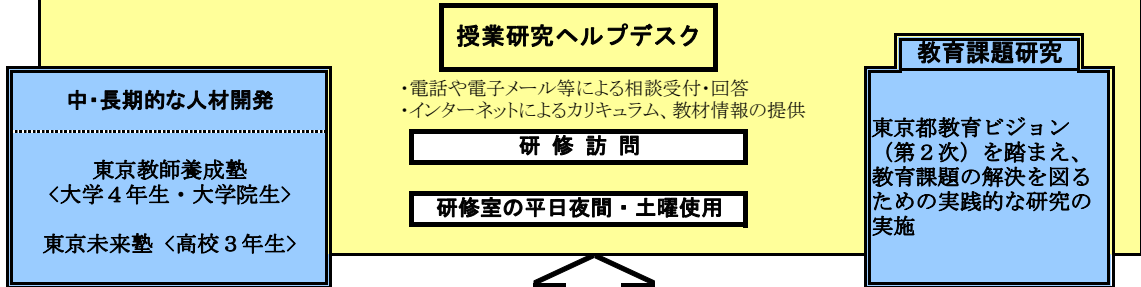 授業研究ヘルプデスク
・電話や電子メール等による相談受付・回答
・インターネットによるカリキュラム、教材情報の提供
研 修 訪 問
研修室の平日夜間・土曜使用
中・長期的な人材開発
東京教師養成塾
<大学４年生・大学院生>
東京未来塾 <高校３年生>
教育課題研究
東京都教育ビジョン
（第２次）を踏まえ、
教育課題の解決を図る
ための実践的な研究の
実施